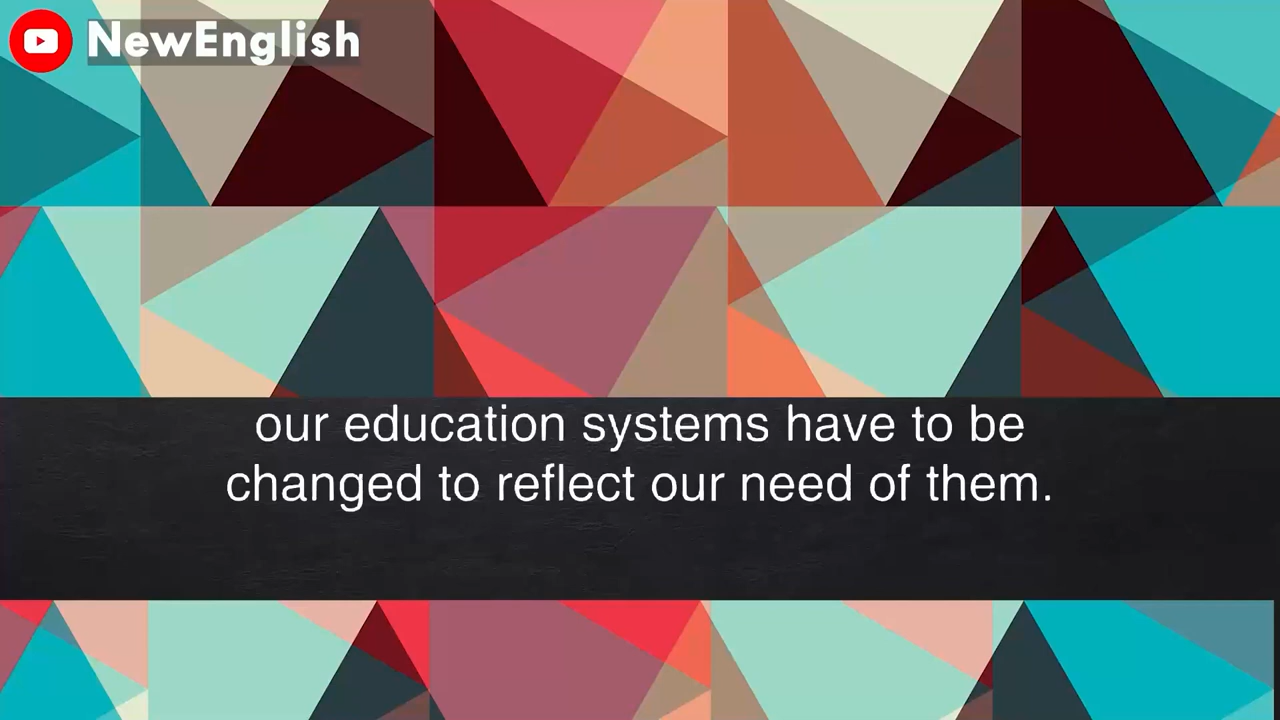 NewEnglish
our education systems have to be
changed to reflect our need of them.